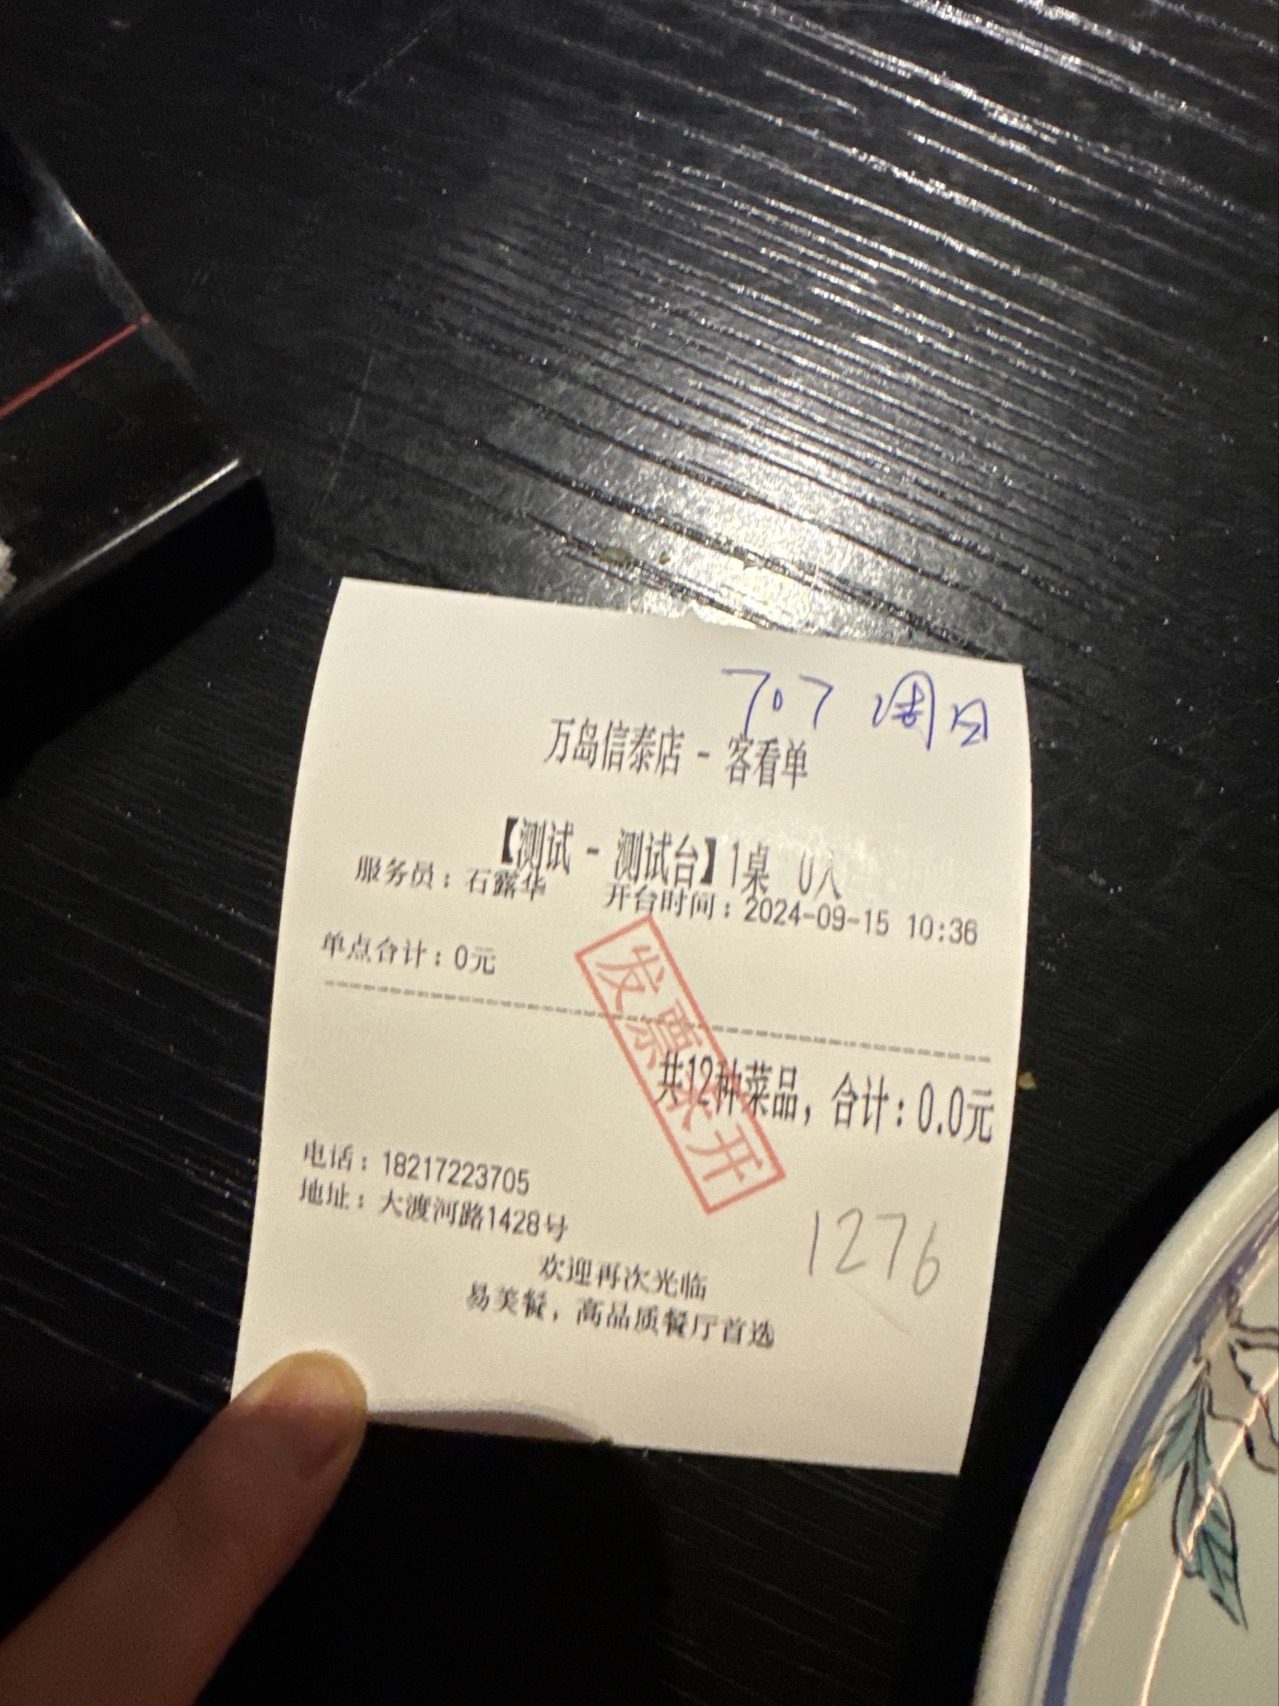 707 周日
万岛信泰店 - 客看单
【测试 - 测试台】1桌 0人
服务员：石露华 开台时间：2024-09-15 10:36
单点合计：0元
发票未开
共12种菜品，合计：0.0元
电话：18217223705
地址：大渡河路1428号
1276
欢迎再次光临
易美餐，高品质餐厅首选